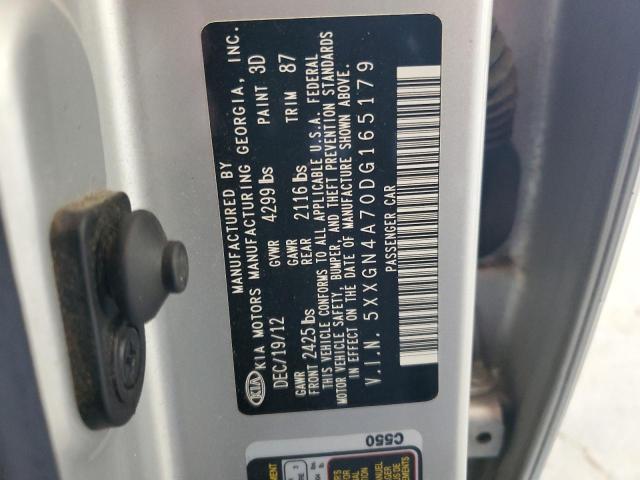 MANUFACTURED BY
KIA KIA MOTORS MANUFACTURING GEORGIA, INC.
DEC/19/12 GVWR 4299 lbs PAINT 3D
GAWR FRONT 2425 lbs GAWR REAR 2116 lbs TRIM 87
THIS VEHICLE CONFORMS TO ALL APPLICABLE U.S.A. FEDERAL
MOTOR VEHICLE SAFETY, BUMPER, AND THEFT PREVENTION STANDARDS
IN EFFECT ON THE DATE OF MANUFACTURE SHOWN ABOVE.
V.I.N. 5XXGN4A70DG165179
PASSENGER CAR
C550